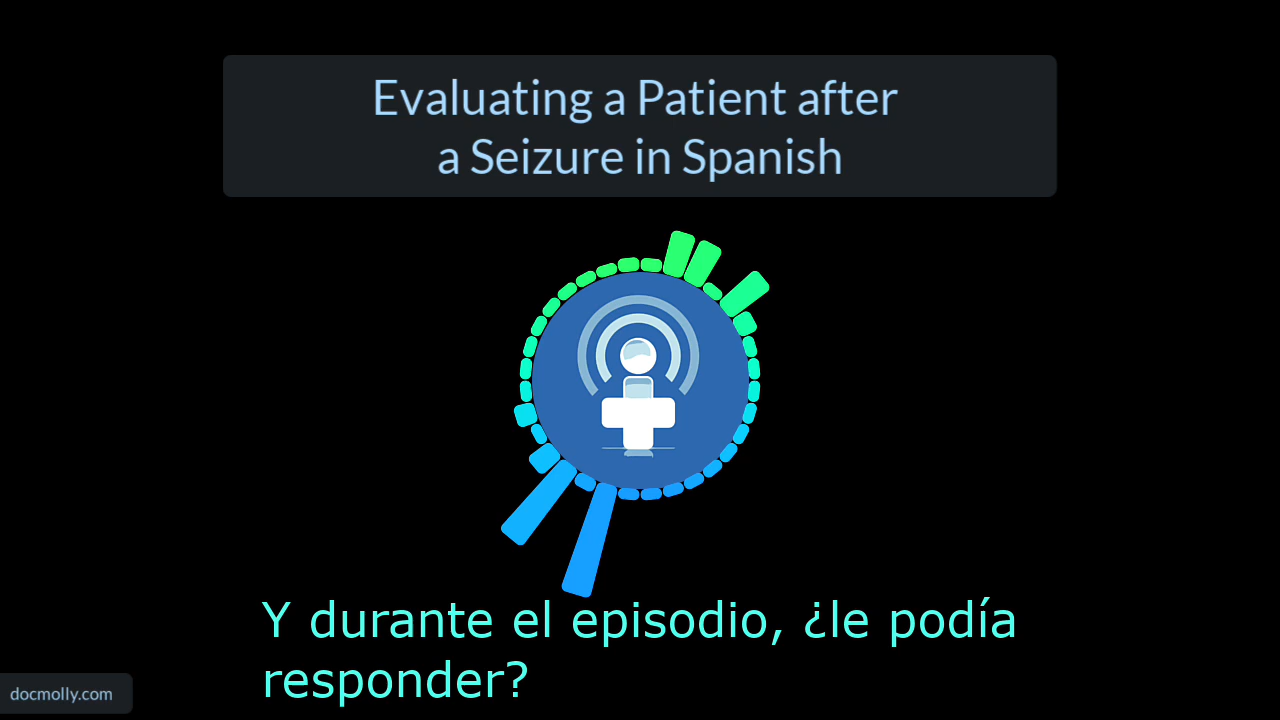 Evaluating a Patient after
a Seizure in Spanish
Y durante el episodio, ¿le podía
responder?
docmolly.com